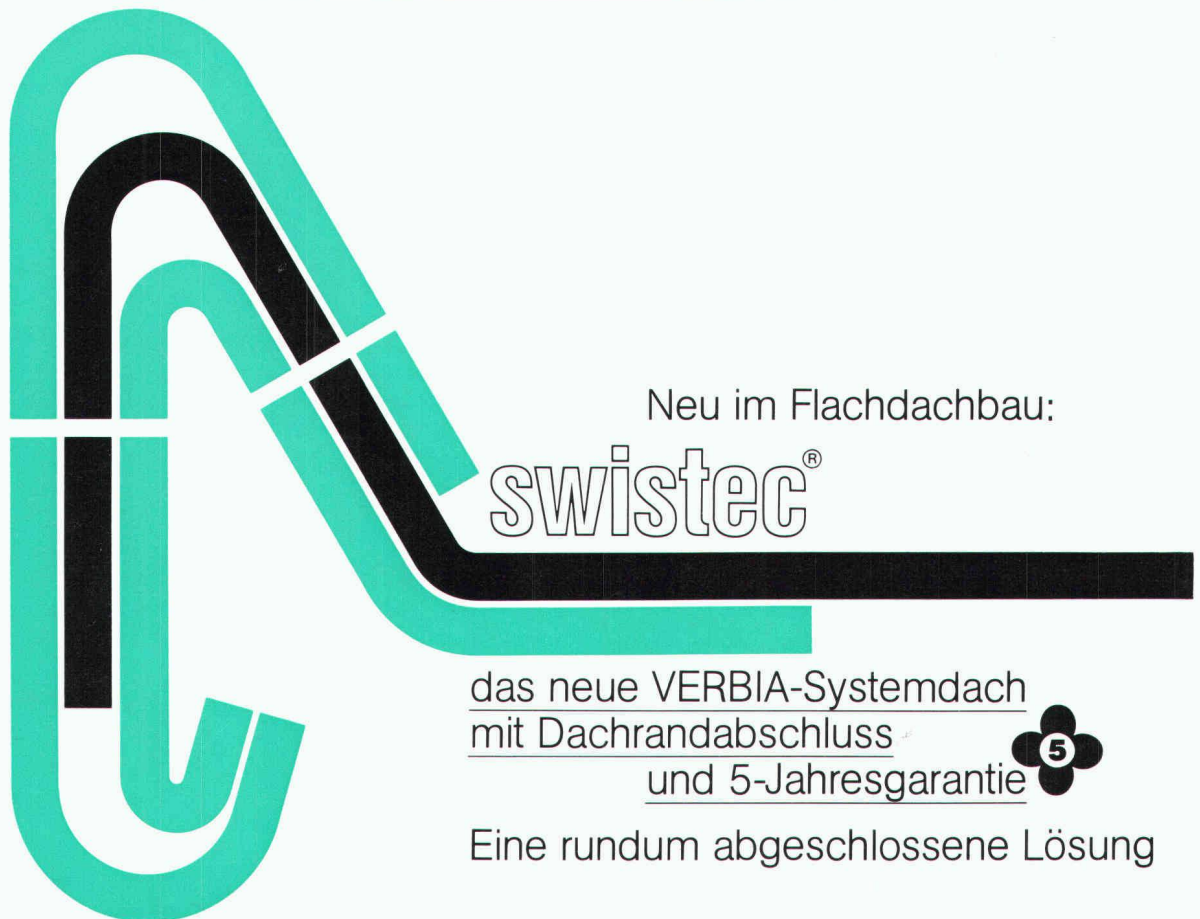 Neu im Flachdachbau:
swistec®
das neue VERBIA-Systemdach
mit Dachrandabschluss
und 5-Jahresgarantie 5
Eine rundum abgeschlossene Lösung